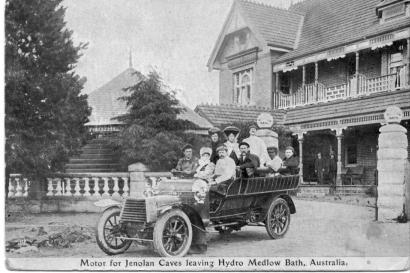 Motor for Jenolan Caves leaving Hydro Medlow Bath, Australia.